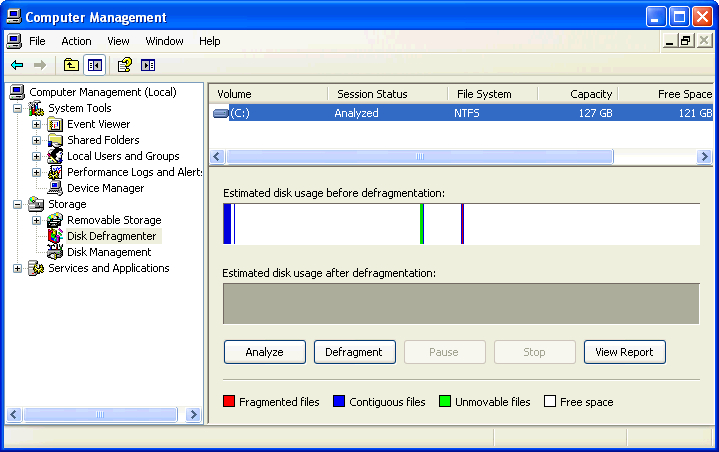 Computer Management
File Action View Window Help
Computer Management (Local)
System Tools
Event Viewer
Shared Folders
Local Users and Groups
Performance Logs and Alert:
Device Manager
Storage
Removable Storage
Disk Defragmenter
Disk Management
Services and Applications
Volume Session Status File System Capacity Free Space
(C:) Analyzed NTFS 127 GB 121 GB
Estimated disk usage before defragmentation:
Estimated disk usage after defragmentation:
Analyze Defragment Pause Stop View Report
Fragmented files Contiguous files Unmovable files Free space